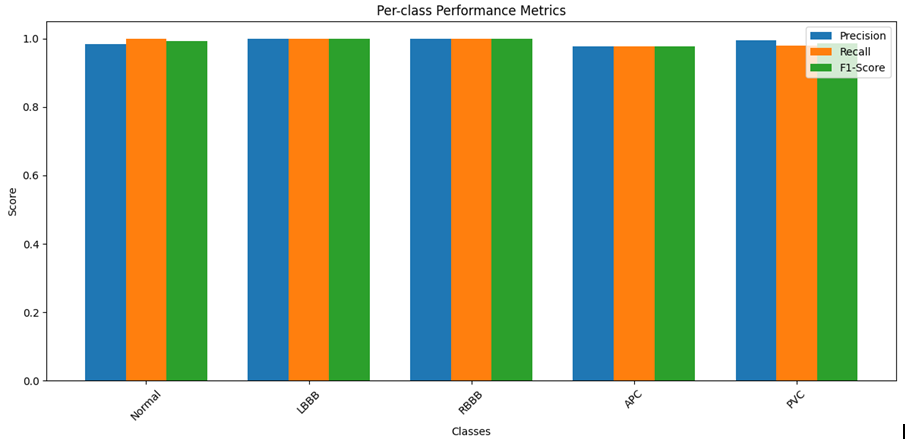 Per-class Performance Metrics
Precision
Recall
F1-Score
Score
1.0
0.8
0.6
0.4
0.2
0.0
Normal
LBBB
RBBB
APC
PVC
Classes